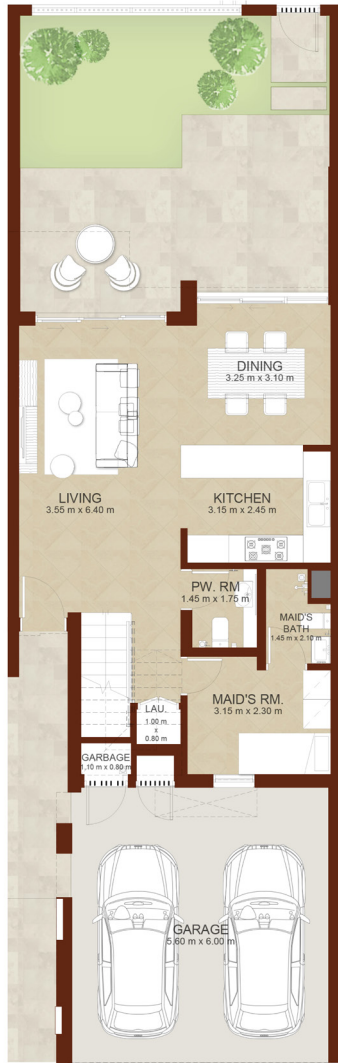 DINING
3.25 m x 3.10 m
LIVING
3.55 m x 6.40 m
KITCHEN
3.15 m x 2.45 m
PW. RM
1.45 m x 1.75 m
MAID'S
BATH
1.45 m x 2.10 m
MAID'S RM.
3.15 m x 2.30 m
LAU.
1.00 m
x
0.80 m
GARBAGE
1.10 m x 0.80 m
GARAGE
5.60 m x 6.00 m